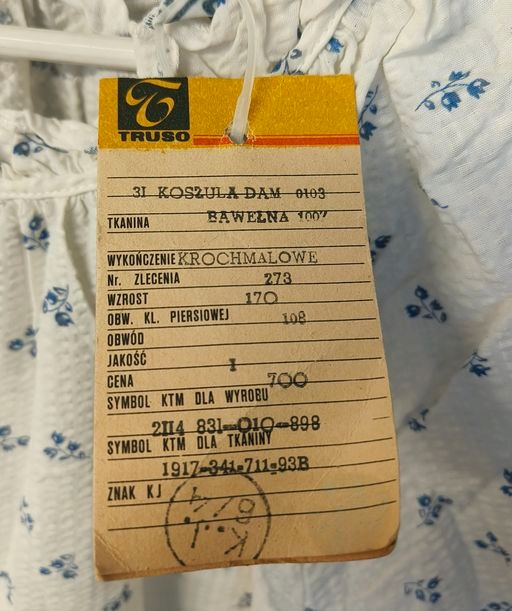 TRUSO
3I KOSZULA DAM 0103
TKANINA BAWEŁNA 100%
WYKOŃCZENIE KROCHMALOWE
Nr. ZLECENIA 273
WZROST 170
OBW. KL. PIERSIOWEJ 108
OBWÓD
JAKOŚĆ I
CENA 700
SYMBOL KTM DLA WYROBU
2II4 831-010-898
SYMBOL KTM DLA TKANINY
1917-341-711-93B
ZNAK KJ